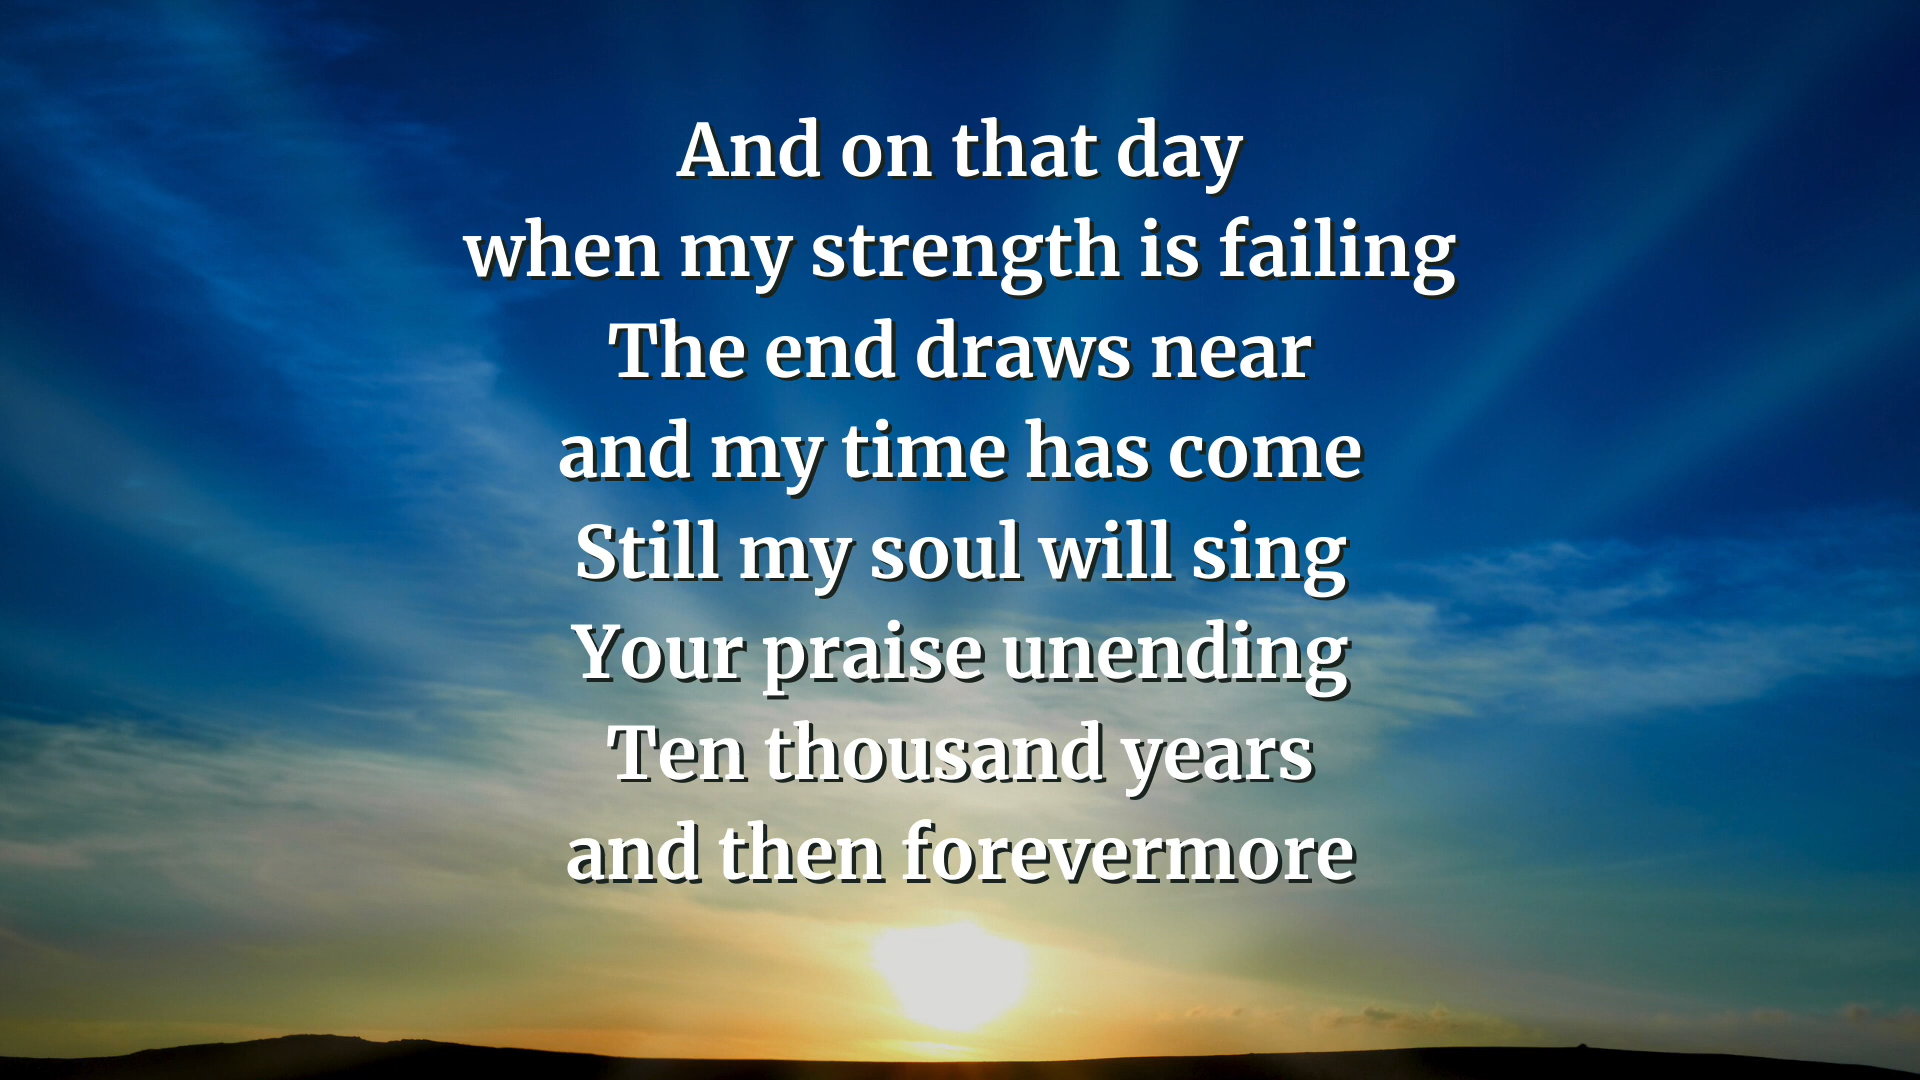 And on that day
when my strength is failing
The end draws near
and my time has come
Still my soul will sing
Your praise unending
Ten thousand years
and then forevermore